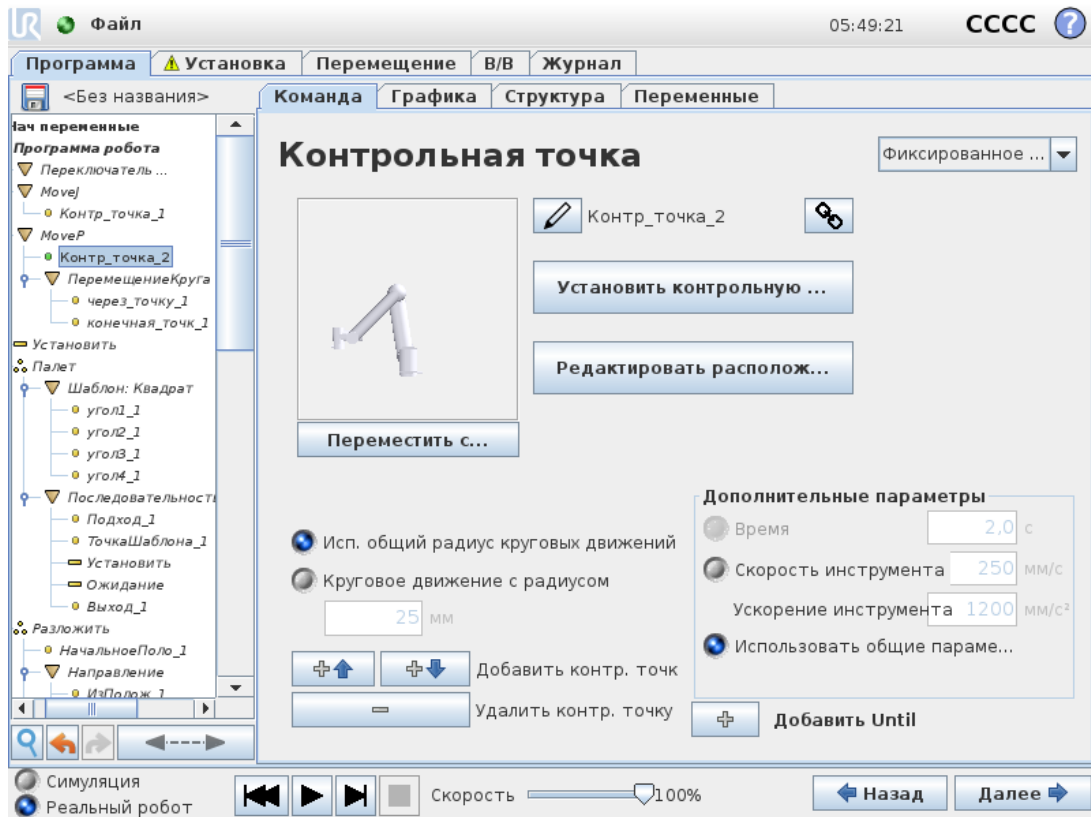 UR Файл 05:49:21 CCCC ?
Программа Установка Перемещение В/В Журнал
<Без названия> Команда Графика Структура Переменные
Нач переменные
Программа робота
Переключатель ...
MoveJ
Контр_точка_1
MoveP
Контр_точка_2
ПеремещениеКруга
через_точку_1
конечная_точк_1
Установить
Палет
Шаблон: Квадрат
угол1_1
угол2_1
угол3_1
угол4_1
Последовательность
Подход_1
ТочкаШаблона_1
Установить
Ожидание
Выход_1
Разложить
НачальноеПоло_1
Направление
ИзПолож_1
Контрольная точка
Фиксированное ...
Контр_точка_2
Установить контрольную ...
Редактировать располож...
Переместить с...
Исп. общий радиус круговых движений
Круговое движение с радиусом
25 мм
Добавить контр. точк
Удалить контр. точку
Дополнительные параметры
Время 2,0 с
Скорость инструмента 250 мм/с
Ускорение инструмента 1200 мм/с²
Использовать общие параме...
Добавить Until
Симуляция
Реальный робот
Скорость 100%
Назад Далее